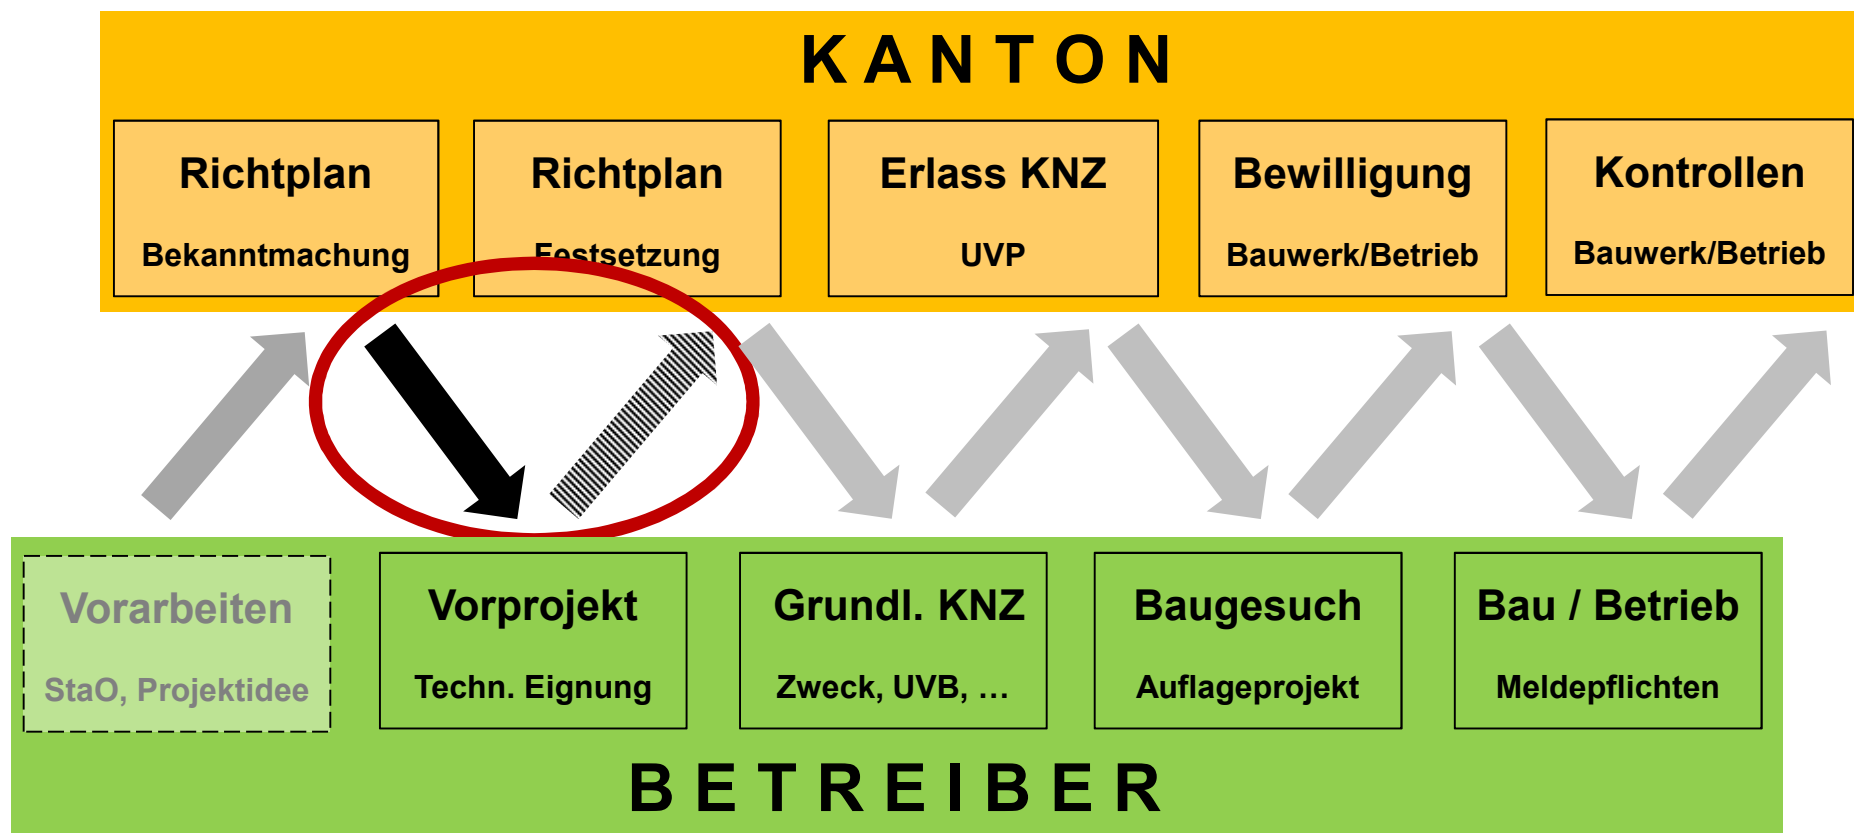 KANTON
Richtplan
Bekanntmachung
Richtplan
Festsetzung
Erlass KNZ
UVP
Bewilligung
Bauwerk/Betrieb
Kontrollen
Bauwerk/Betrieb
Vorarbeiten
StaO, Projektidee
Vorprojekt
Techn. Eignung
Grundl. KNZ
Zweck, UVB, …
Baugesuch
Auflageprojekt
Bau / Betrieb
Meldepflichten
BETREIBER